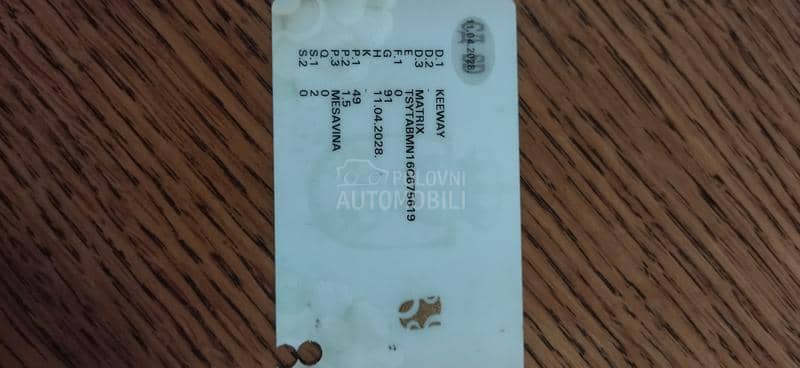 11.04.2028
D.1 KEEWAY
D.2 -
D.3 MATRIX
E TSYTABMN16C675619
F.1 0
G 91
H 11.04.2028.
K -
P.1 49
P.2 1.5
P.3 MESAVINA
Q 0
S.1 2
S.2 0
POLOVNI
AUTOMOBILI